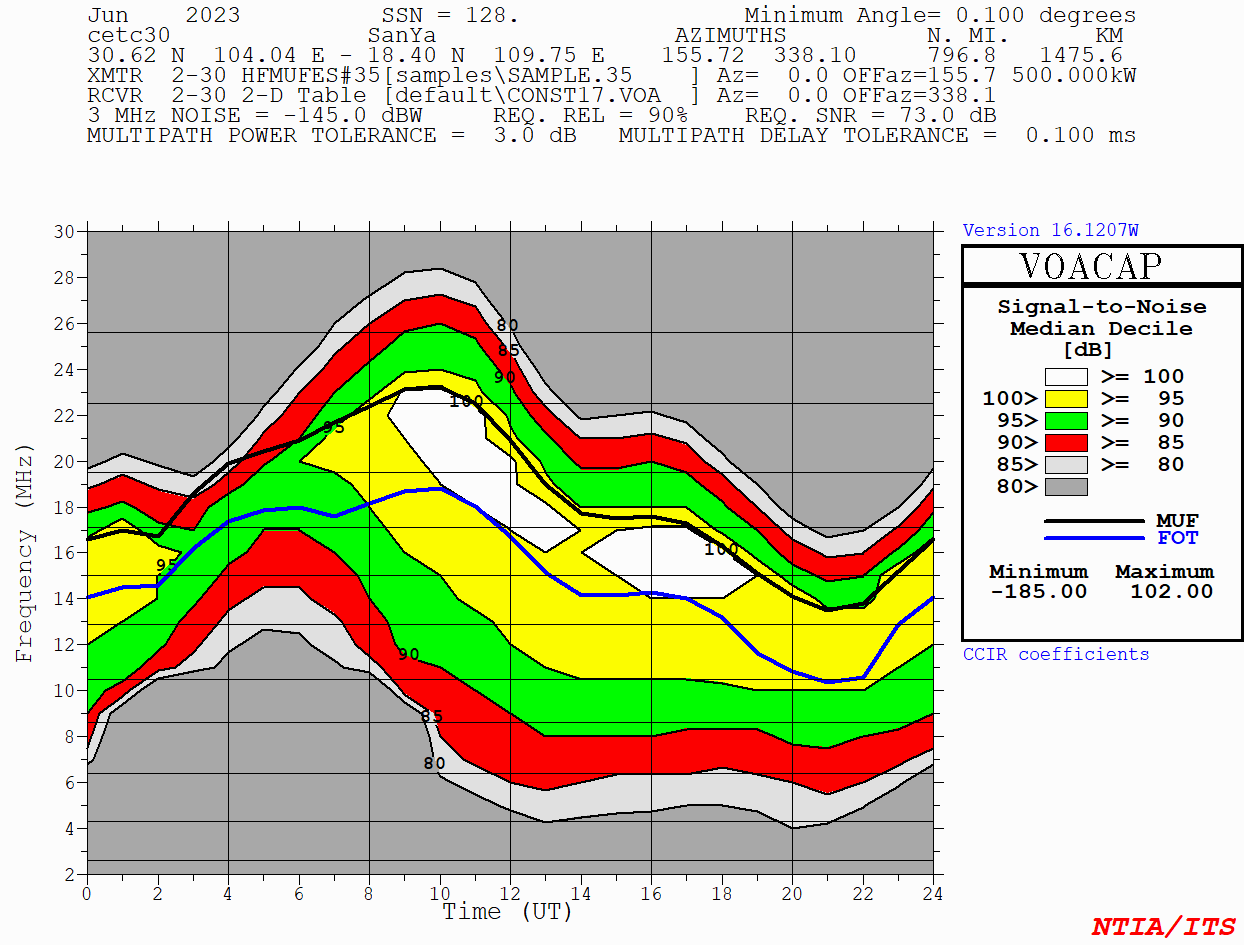 Jun    2023          SSN = 128.                Minimum Angle= 0.100 degrees
cetc30              SanYa                 AZIMUTHS          N. MI.      KM
30.62 N  104.04 E - 18.40 N  109.75 E    155.72  338.10     796.8   1475.6
XMTR  2-30 HFMUFES#35[samples\SAMPLE.35    ] Az=  0.0 OFFaz=155.7 500.000kW
RCVR  2-30 2-D Table [default\CONST17.VOA  ] Az=  0.0 OFFaz=338.1
3 MHz NOISE = -145.0 dBW     REQ. REL = 90%    REQ. SNR = 73.0 dB
MULTIPATH POWER TOLERANCE =  3.0 dB   MULTIPATH DELAY TOLERANCE =  0.100 ms
30
28
26
24
22
20
18
16
14
12
10
8
6
4
2
Frequency (MHz)
0 2 4 6 8 10 12 14 16 18 20 22 24
Time (UT)
80
85
90
100
95
95
100
90
85
80
Version 16.1207W
VOACAP
Signal-to-Noise
Median Decile
[dB]
>= 100
100> >= 95
95> >= 90
90> >= 85
85> >= 80
80>
MUF
FOT
Minimum Maximum
-185.00 102.00
CCIR coefficients
NTIA/ITS